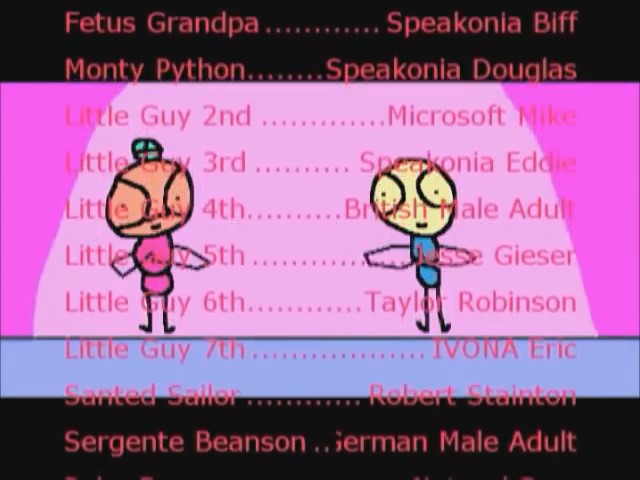 Fetus Grandpa............ Speakonia Biff
Monty Python........Speakonia Douglas
Little Guy 2nd .............Microsoft Mike
Little Guy 3rd .......... Speakonia Eddie
Little Guy 4th..........British Male Adult
Little Guy 5th ..................Jesse Gieser
Little Guy 6th............Taylor Robinson
Little Guy 7th .................. IVONA Eric
Santed Sailor ............ Robert Stainton
Sergente Beanson ..German Male Adult